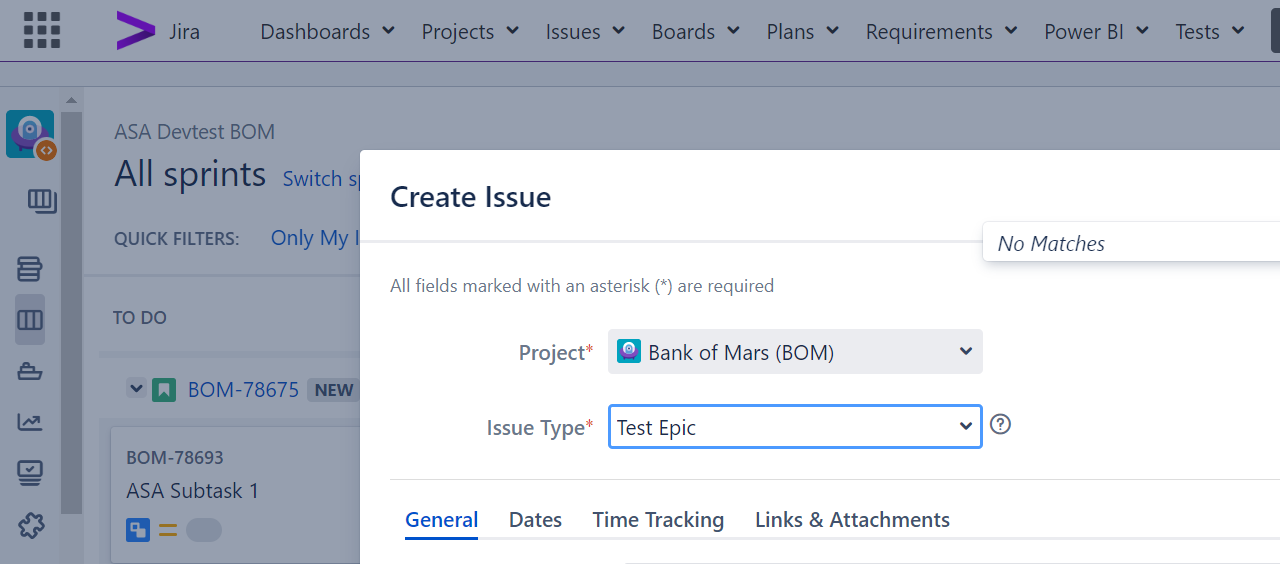 Jira
Dashboards
Projects
Issues
Boards
Plans
Requirements
Power BI
Tests
ASA Devtest BOM
All sprints
Switch sp
QUICK FILTERS:
Only My I
TO DO
BOM-78675
NEW
BOM-78693
ASA Subtask 1
Create Issue
No Matches
All fields marked with an asterisk (*) are required
Project*
Bank of Mars (BOM)
Issue Type*
Test Epic
General
Dates
Time Tracking
Links & Attachments